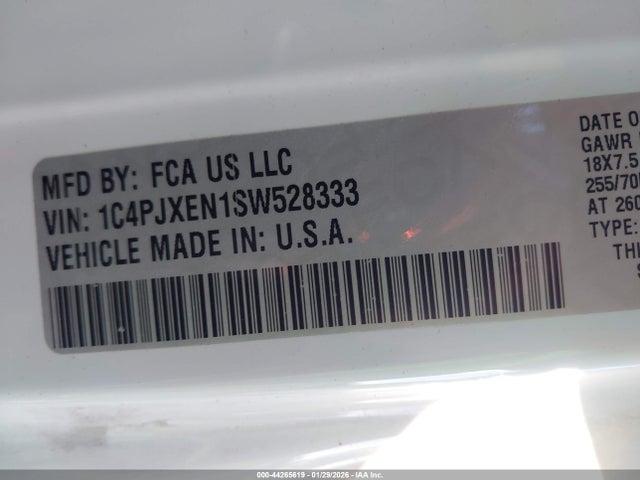 MFD BY: FCA US LLC
VIN: 1C4PJXEN1SW528333
VEHICLE MADE IN: U.S.A.
DATE O
GAWR
18X7.5
255/70
AT 260
TYPE:
THI
000-44265619 - 01/29/2026 - IAA Inc.